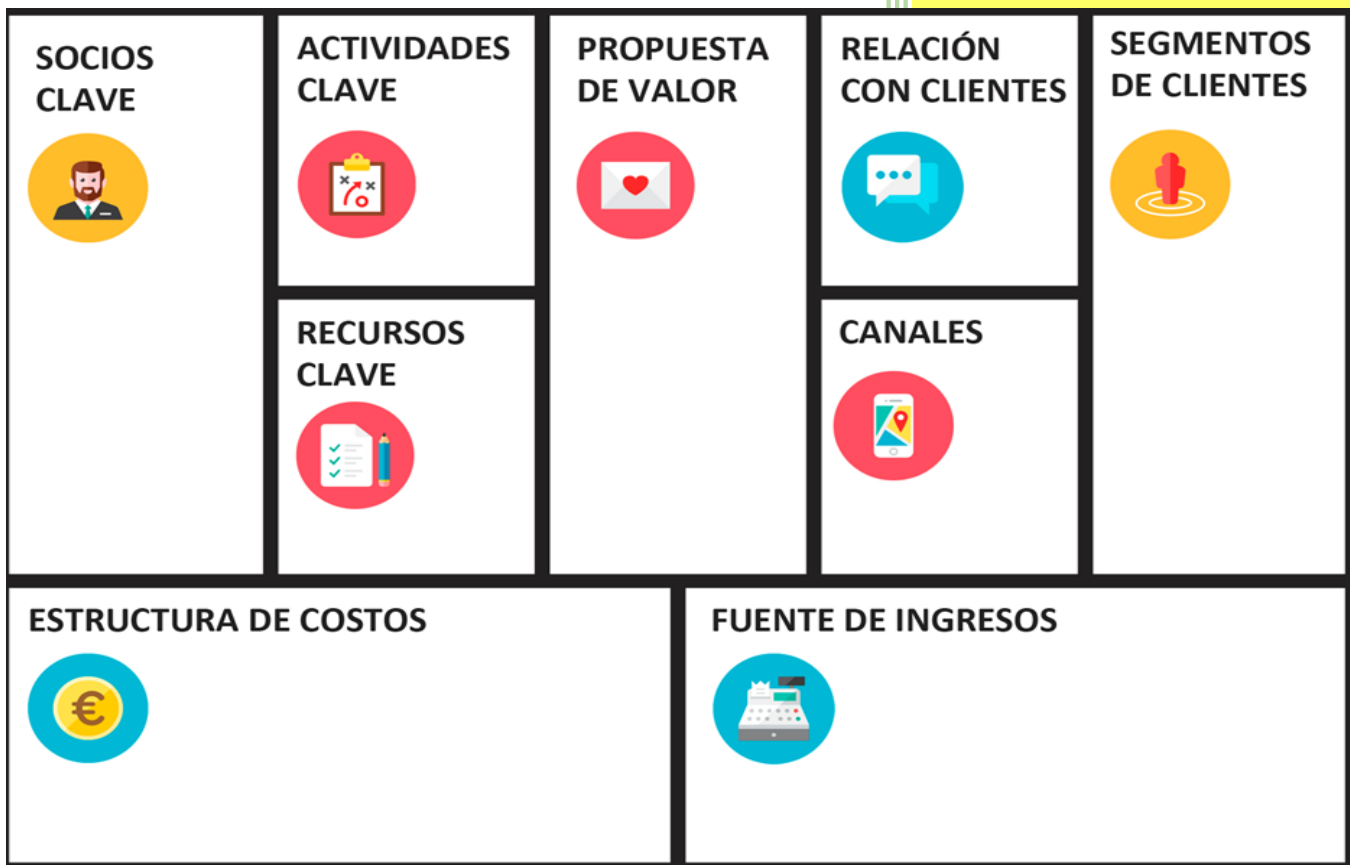 SOCIOS
CLAVE
ACTIVIDADES
CLAVE
PROPUESTA
DE VALOR
RELACIÓN
CON CLIENTES
SEGMENTOS
DE CLIENTES
RECURSOS
CLAVE
CANALES
ESTRUCTURA DE COSTOS
€
FUENTE DE INGRESOS